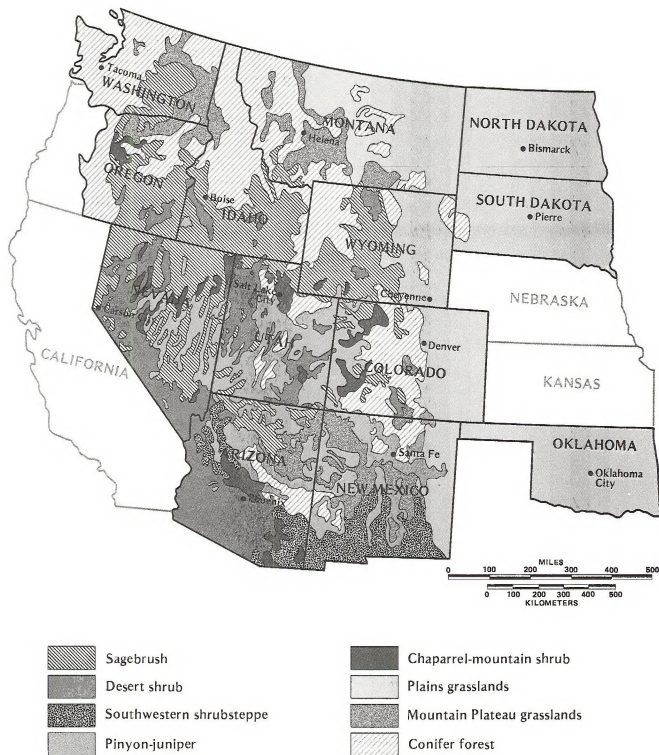 Tacoma
WASHINGTON
MONTANA
Helena
NORTH DAKOTA
Bismarck
OREGON
Boise
IDAHO
SOUTH DAKOTA
Pierre
WYOMING
Cheyenne
NEBRASKA
NEVADA
Carson
Salt Lake
City
UTAH
Denver
COLORADO
CALIFORNIA
KANSAS
ARIZONA
Phoenix
Santa Fe
NEW MEXICO
OKLAHOMA
Oklahoma
City
MILES
0 100 200 300 400 500
0 100 200 300 400 500
KILOMETERS
Sagebrush
Desert shrub
Southwestern shrubsteppe
Pinyon-juniper
Chaparrel-mountain shrub
Plains grasslands
Mountain Plateau grasslands
Conifer forest